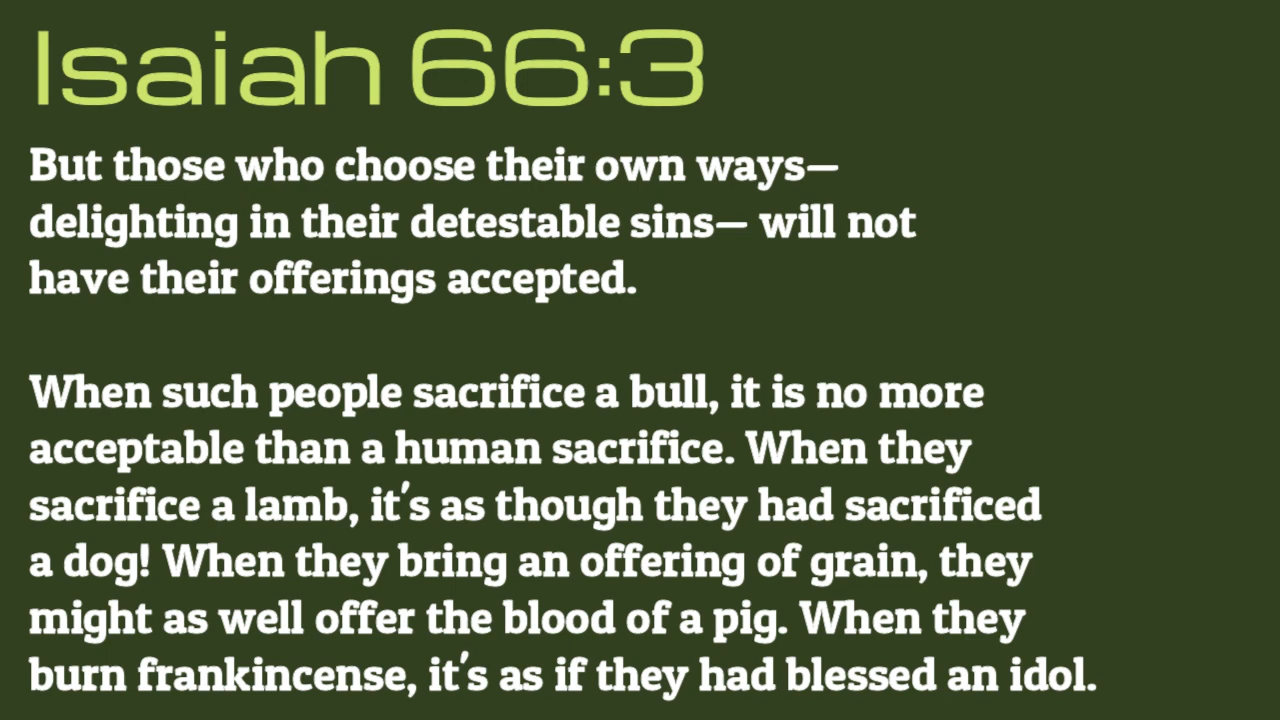 Isaiah 66:3
But those who choose their own ways—
delighting in their detestable sins— will not
have their offerings accepted.
When such people sacrifice a bull, it is no more
acceptable than a human sacrifice. When they
sacrifice a lamb, it's as though they had sacrificed
a dog! When they bring an offering of grain, they
might as well offer the blood of a pig. When they
burn frankincense, it's as if they had blessed an idol.